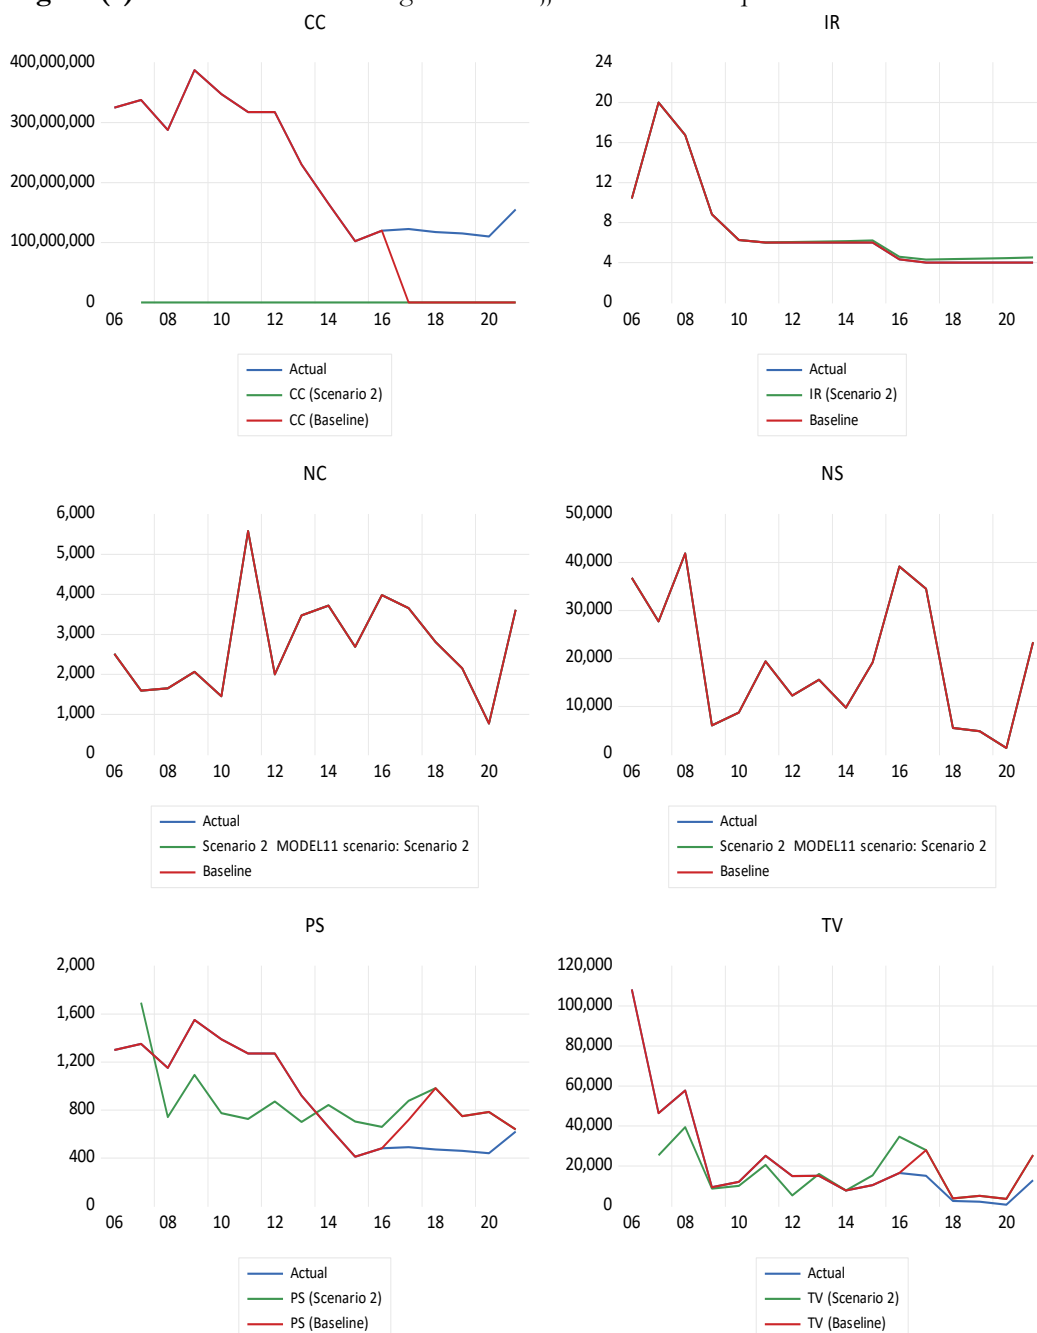 CC
400,000,000
300,000,000
200,000,000
100,000,000
0
06 08 10 12 14 16 18 20
Actual
CC (Scenario 2)
CC (Baseline)
IR
24
20
16
12
8
4
0
06 08 10 12 14 16 18 20
Actual
IR (Scenario 2)
Baseline
NC
6,000
5,000
4,000
3,000
2,000
1,000
0
06 08 10 12 14 16 18 20
Actual
Scenario 2 MODEL11 scenario: Scenario 2
Baseline
NS
50,000
40,000
30,000
20,000
10,000
0
06 08 10 12 14 16 18 20
Actual
Scenario 2 MODEL11 scenario: Scenario 2
Baseline
PS
2,000
1,600
1,200
800
400
0
06 08 10 12 14 16 18 20
Actual
PS (Scenario 2)
PS (Baseline)
TV
120,000
100,000
80,000
60,000
40,000
20,000
0
06 08 10 12 14 16 18 20
Actual
TV (Scenario 2)
TV (Baseline)